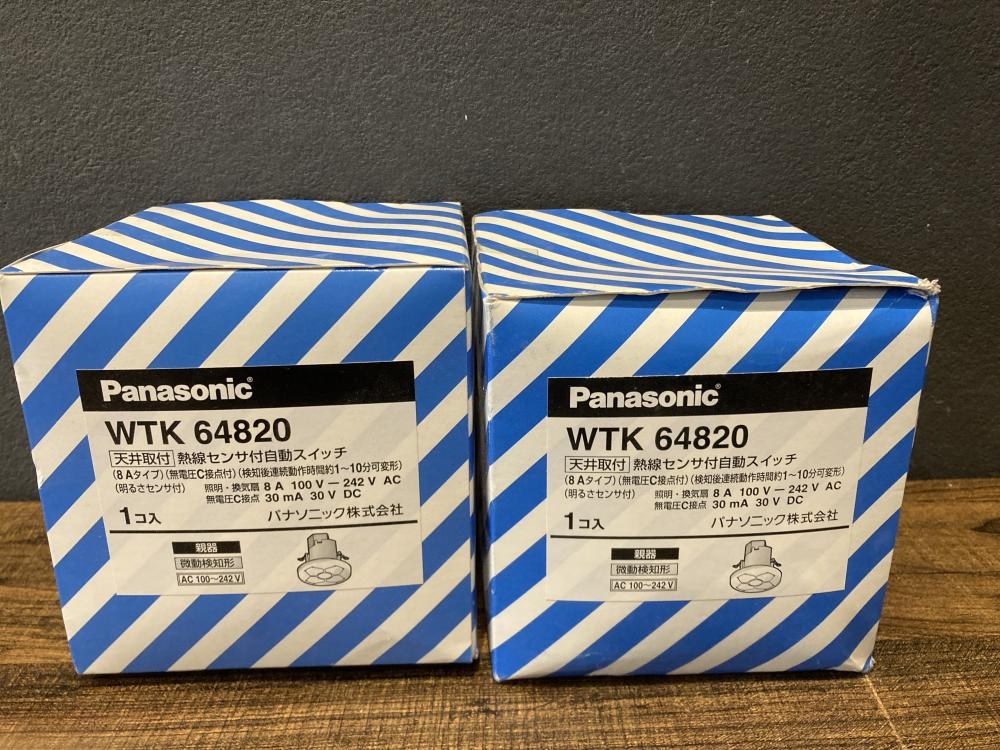 Panasonic®
WTK 64820
天井取付 熱線センサ付自動スイッチ
(8Aタイプ)(無電圧C接点付)(検知後連続動作時間約1〜10分可変形)
(明るさセンサ付) 照明・換気扇 8 A 100 V — 242 V AC
無電圧C接点 30 mA 30 V DC
1コ入 パナソニック株式会社
親器
微動検知形
AC 100〜242 V
Panasonic®
WTK 64820
天井取付 熱線センサ付自動スイッチ
(8Aタイプ)(無電圧C接点付)(検知後連続動作時間約1〜10分可変形)
(明るさセンサ付) 照明・換気扇 8 A 100 V — 242 V AC
無電圧C接点 30 mA 30 V DC
1コ入 パナソニック株式会社
親器
微動検知形
AC 100〜242 V